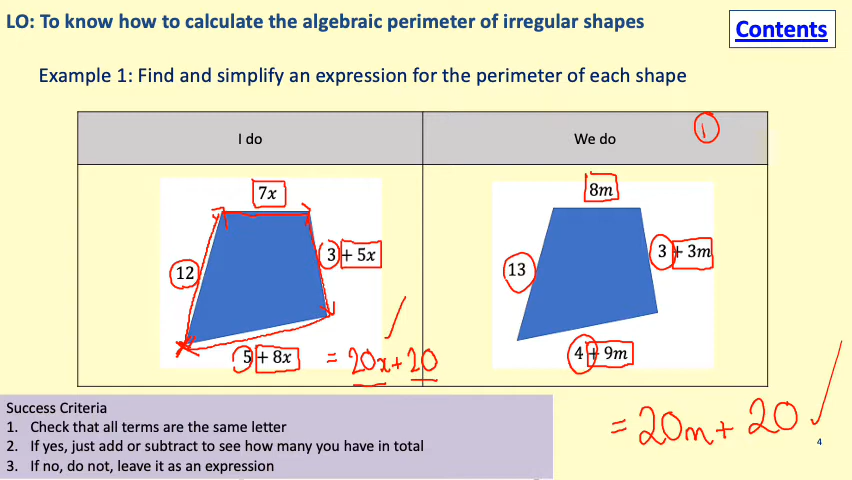 LO: To know how to calculate the algebraic perimeter of irregular shapes
Contents
Example 1: Find and simplify an expression for the perimeter of each shape
I do
We do
1
7x
12
3 + 5x
5 + 8x
= 20x + 20
8m
13
3 + 3m
4 + 9m
= 20m + 20
Success Criteria
1. Check that all terms are the same letter
2. If yes, just add or subtract to see how many you have in total
3. If no, do not, leave it as an expression
4